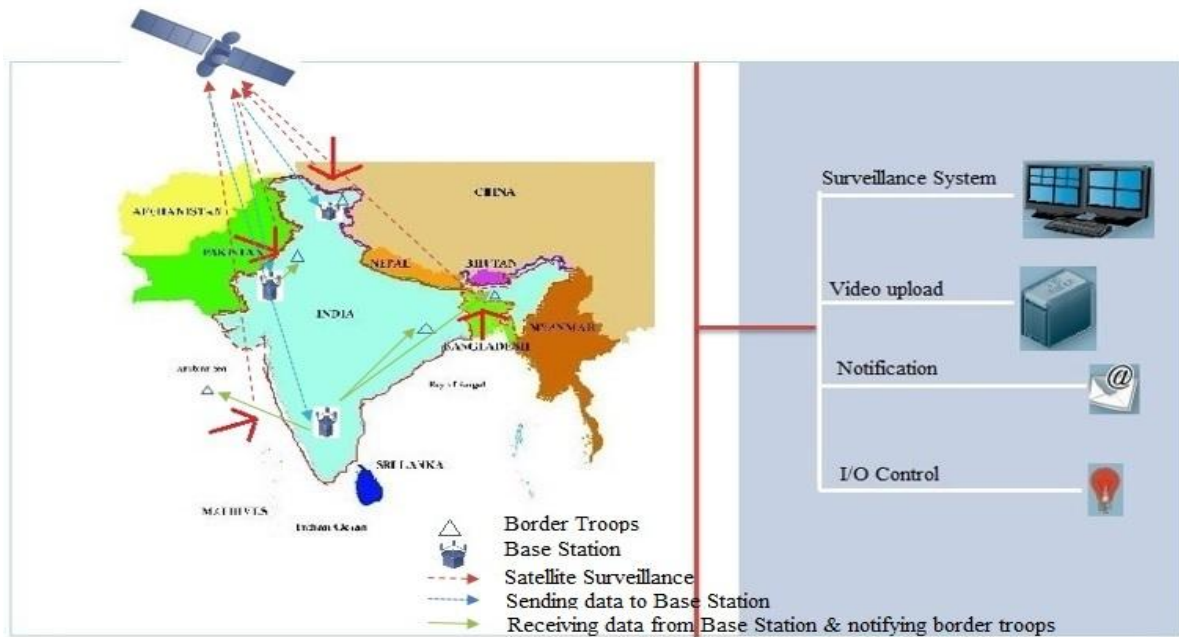 CHINA
AFGHANISTAN
PAKISTAN
NEPAL
BHUTAN
INDIA
MYANMAR
BANGLADESH
Arabian Sea
Bay of Bengal
SRI LANKA
Indian Ocean
Border Troops
Base Station
Satellite Surveillance
Sending data to Base Station
Receiving data from Base Station & notifying border troops
Surveillance System
Video upload
Notification
@
I/O Control